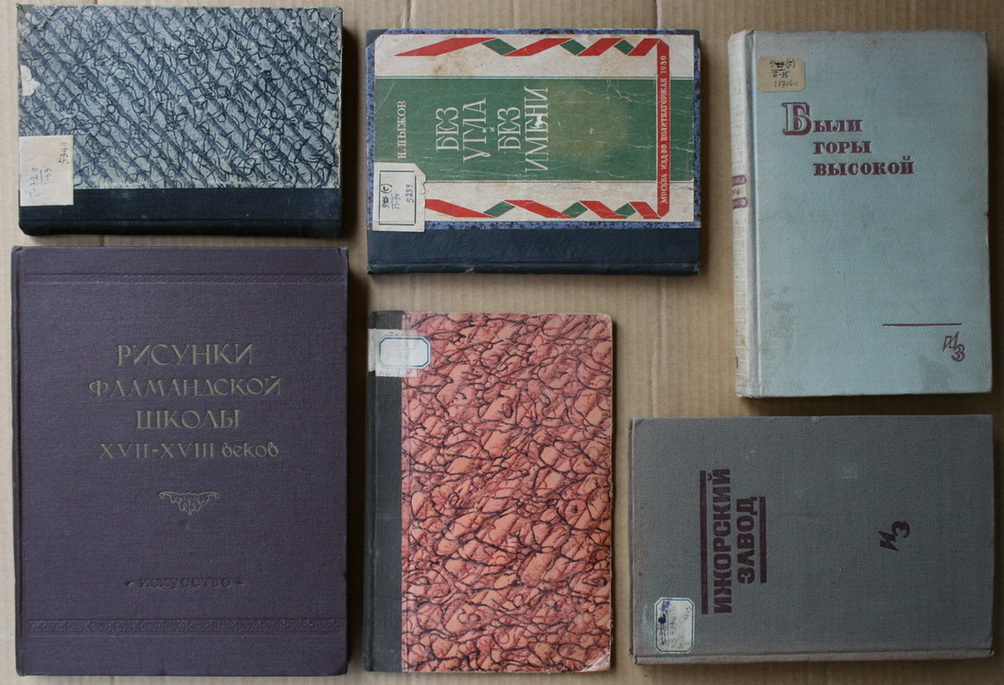 Н. ПЫЖОВ
БЕЗ
УГЛА
и
БЕЗ
ИМЕНИ
МОСКВА ИЗД-ВО ПОЛИТКАТОРЖАН 1930
5259
Были
горы
высокой
ИЗ
Рисунки
фламандской
школы
XVII-XVIII веков
Искусство
ИЖОРСКИЙ
ЗАВОД
ИЗ